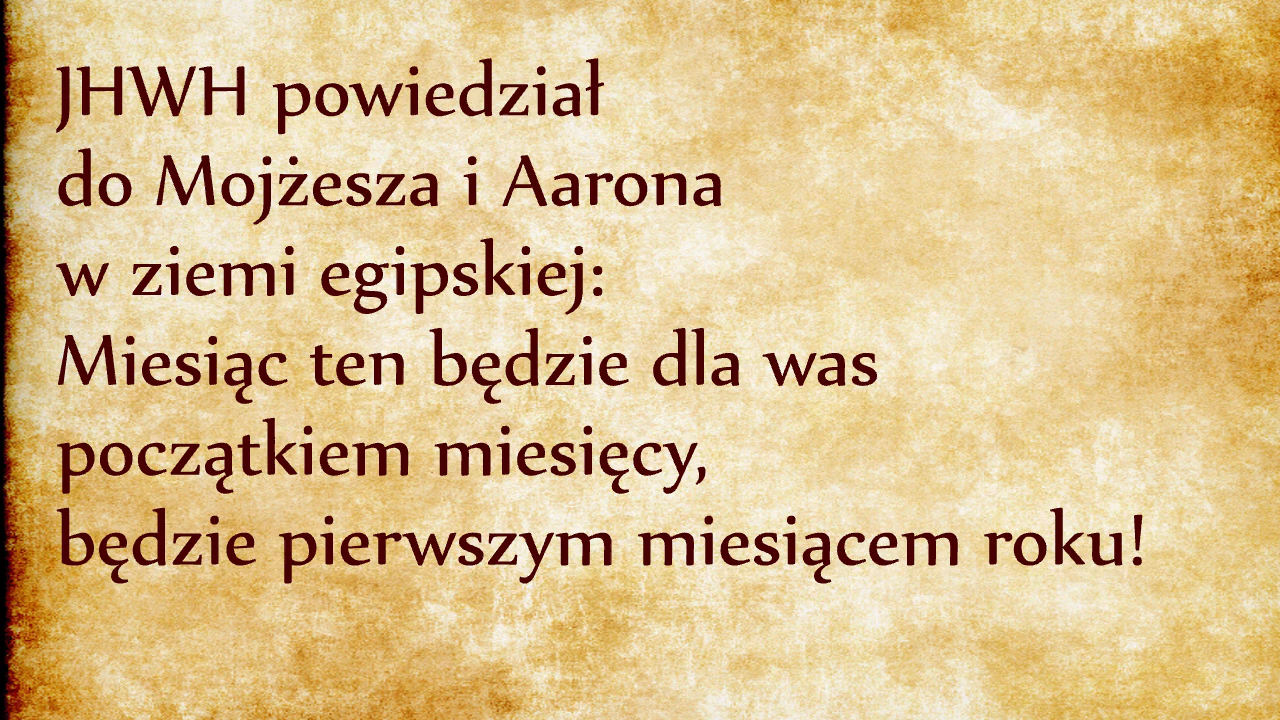 JHWH powiedział
do Mojżesza i Aarona
w ziemi egipskiej:
Miesiąc ten będzie dla was
początkiem miesięcy,
będzie pierwszym miesiącem roku!